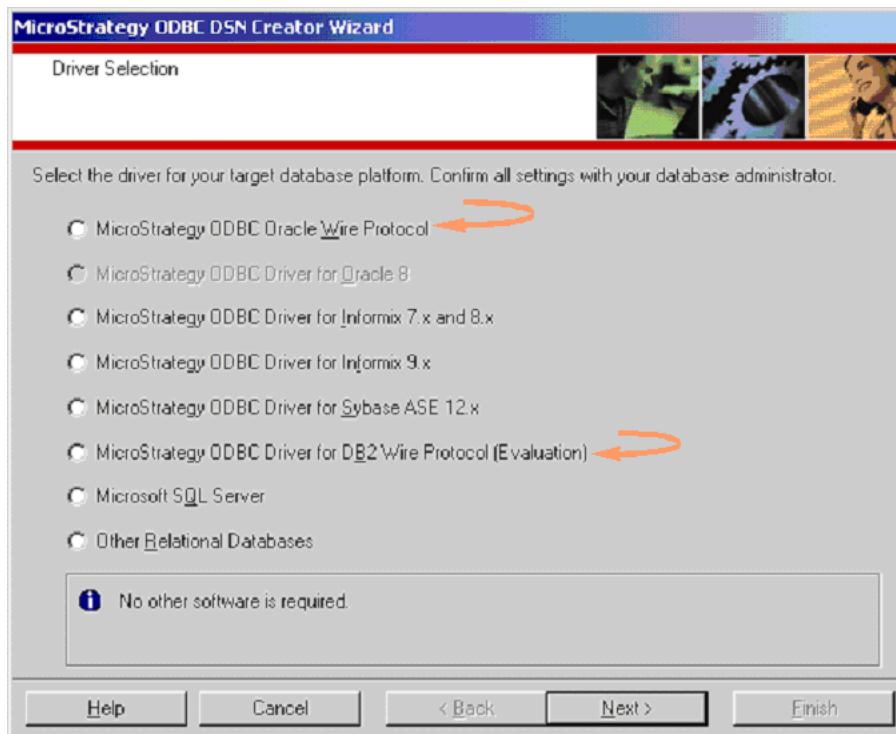 MicroStrategy ODBC DSN Creator Wizard
Driver Selection
Select the driver for your target database platform. Confirm all settings with your database administrator.
MicroStrategy ODBC Oracle Wire Protocol
MicroStrategy ODBC Driver for Oracle 8
MicroStrategy ODBC Driver for Informix 7.x and 8.x
MicroStrategy ODBC Driver for Informix 9.x
MicroStrategy ODBC Driver for Sybase ASE 12.x
MicroStrategy ODBC Driver for DB2 Wire Protocol (Evaluation)
Microsoft SQL Server
Other Relational Databases
No other software is required.
Help Cancel < Back Next > Finish